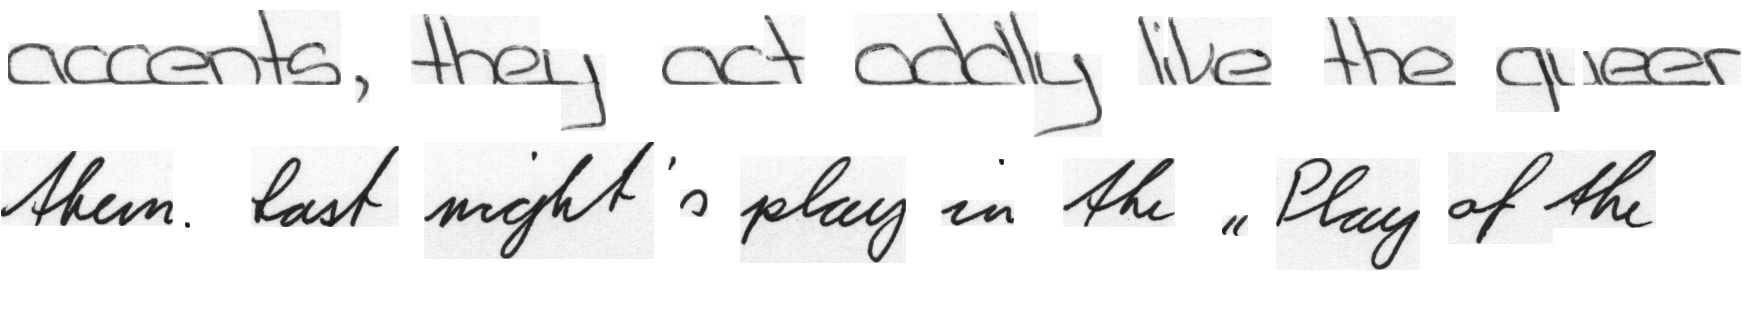 accents, they act oddly like the queer
them. Last night's play in the „Play of the